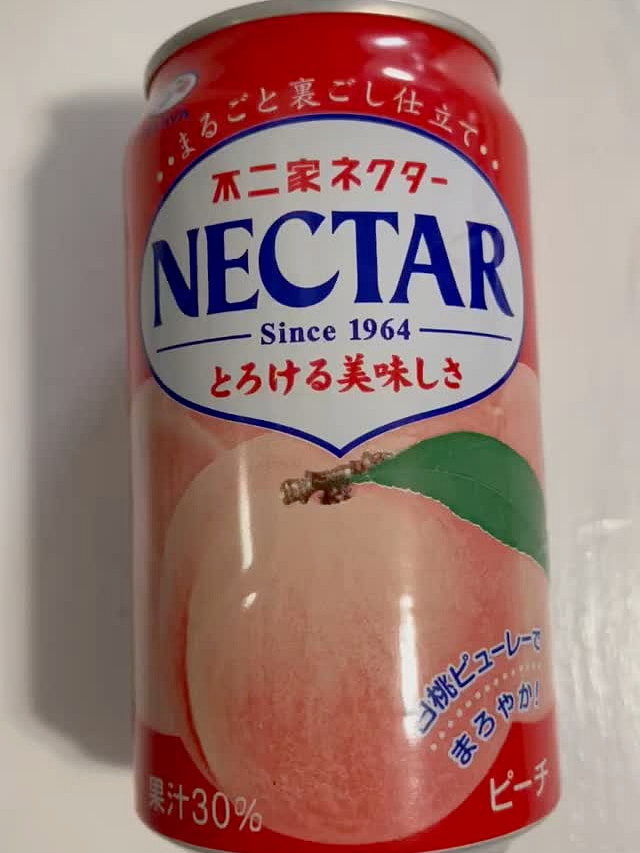 まるごと裏ごし仕立て
不二家ネクター
NECTAR
Since 1964
とろける美味しさ
白桃ピューレーで
まろやか!
果汁30%
ピーチ